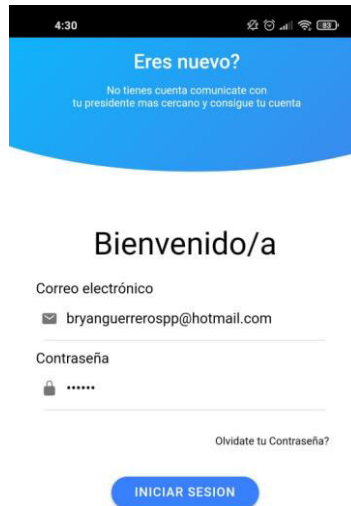 4:30
83
Eres nuevo?
No tienes cuenta comunicate con
tu presidente mas cercano y consigue tu cuenta
Bienvenido/a
Correo electrónico
bryanguerrerospp@hotmail.com
Contraseña
••••••
Olvidate tu Contraseña?
INICIAR SESION